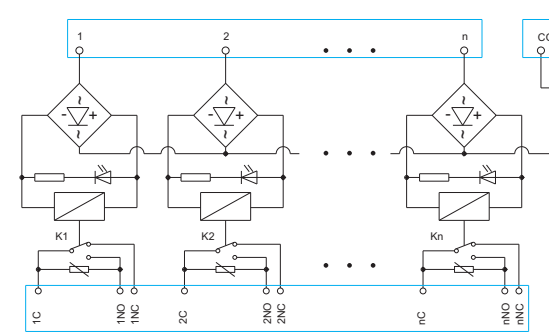 1 2 n CO
- + - + - +
K1 K2 Kn
1C 1NO 1NC 2C 2NO 2NC nC nNO nNC